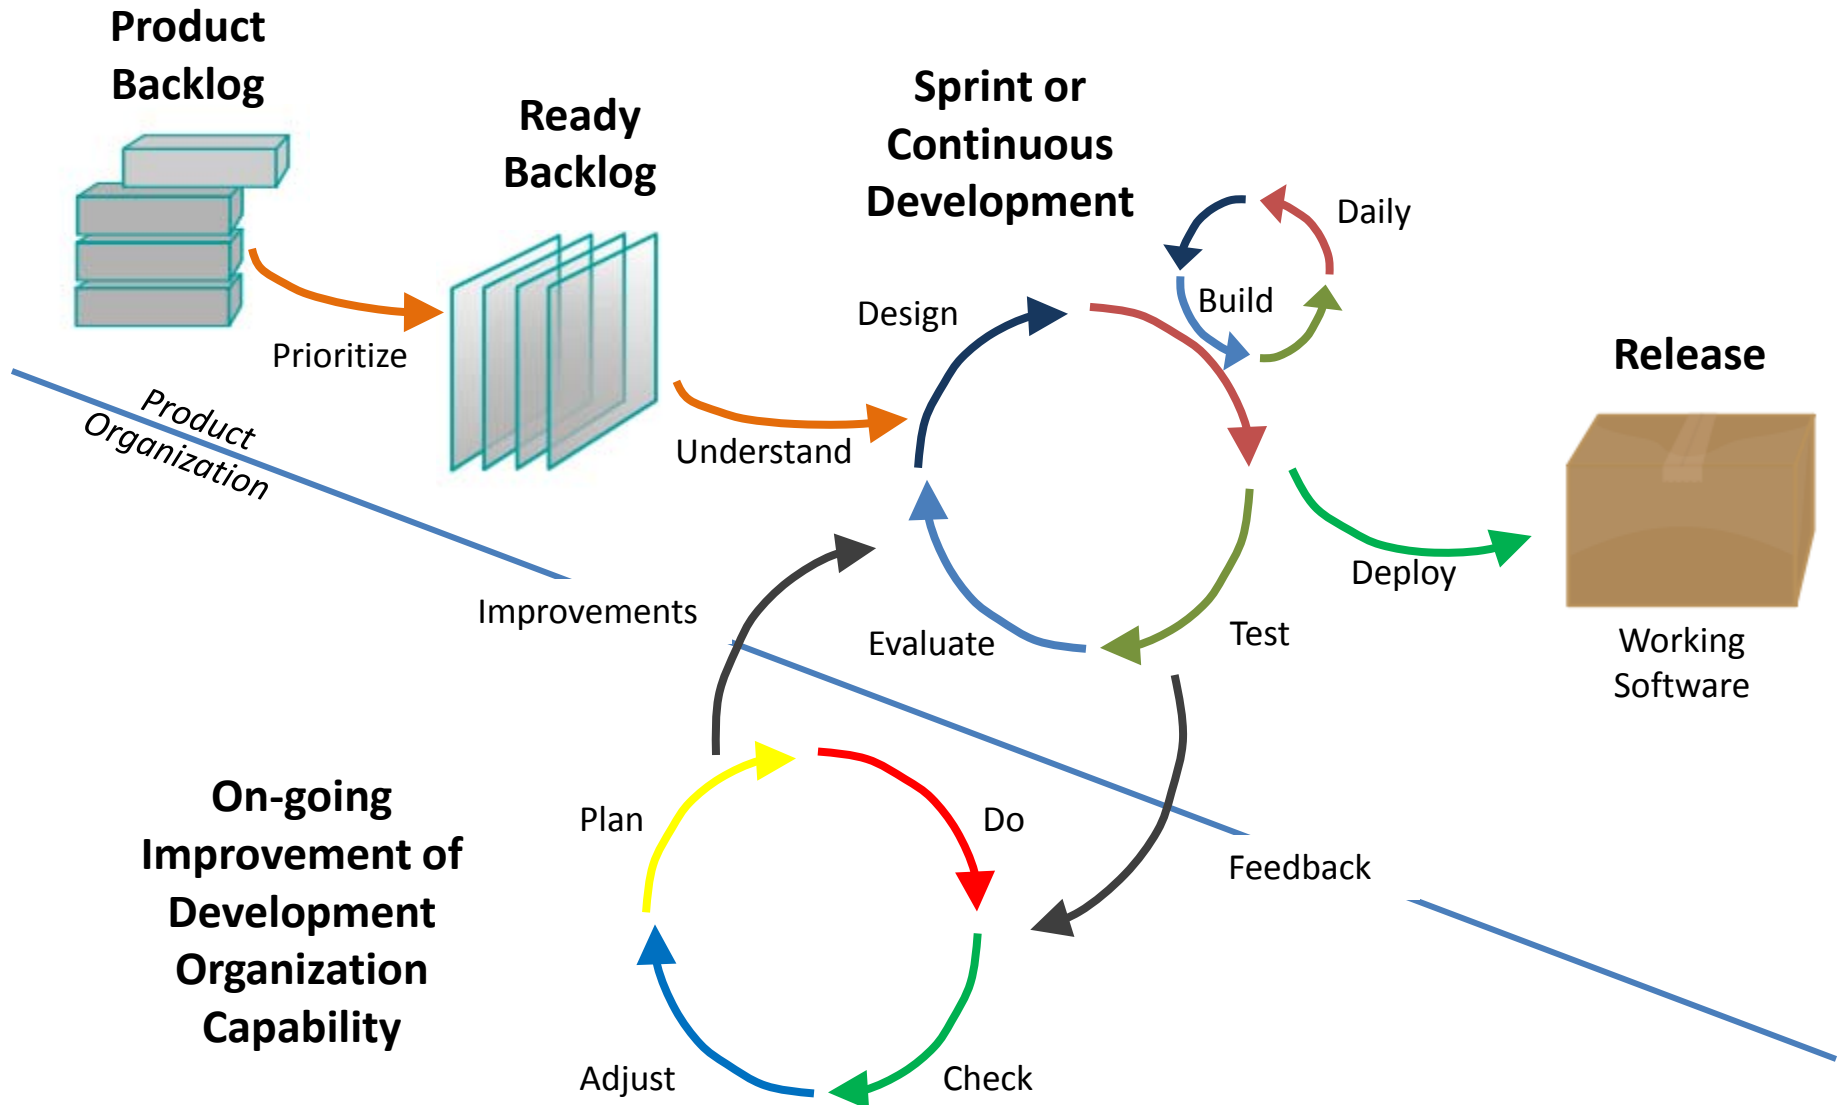 Product
Backlog
Ready
Backlog
Sprint or
Continuous
Development
Daily
Build
Design
Prioritize
Release
Product
Organization
Understand
Deploy
Improvements
Evaluate
Test
Working
Software
On-going
Improvement of
Development
Organization
Capability
Plan
Do
Feedback
Adjust
Check